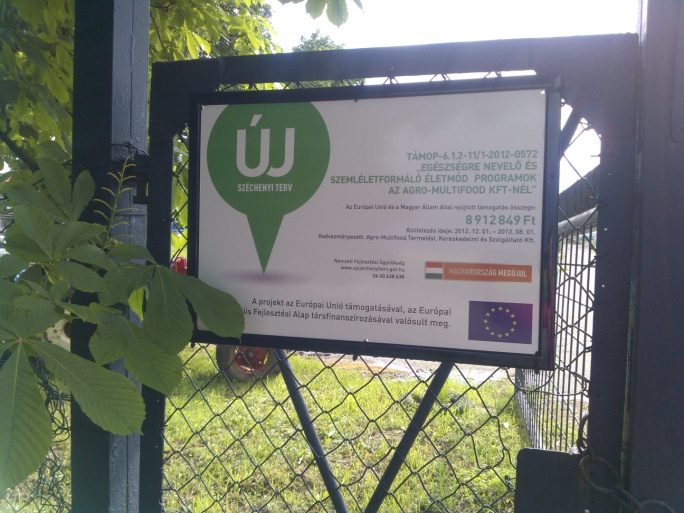 ÚJ
SZÉCHENYI TERV
TÁMOP-6.1.2-11/1-2012-0572
„EGÉSZSÉGRE NEVELŐ ÉS
SZEMLÉLETFORMÁLÓ ÉLETMÓD PROGRAMOK
AZ AGRO-MULTIFOOD KFT-NÉL”
Az Európai Unió és a Magyar Állam által nyújtott támogatás összege:
8 912 849 Ft
Kivitelezés ideje: 2012. 12. 01. – 2013. 08. 01.
Kedvezményezett: Agro-Multifood Termelési, Kereskedelmi és Szolgáltató Kft.
Nemzeti Fejlesztési Ügynökség
www.ujszechenyiterv.gov.hu
06 40 638 638
MAGYARORSZÁG MEGÚJUL
A projekt az Európai Unió támogatásával, az Európai
lis Fejlesztési Alap társfinanszírozásával valósult meg.